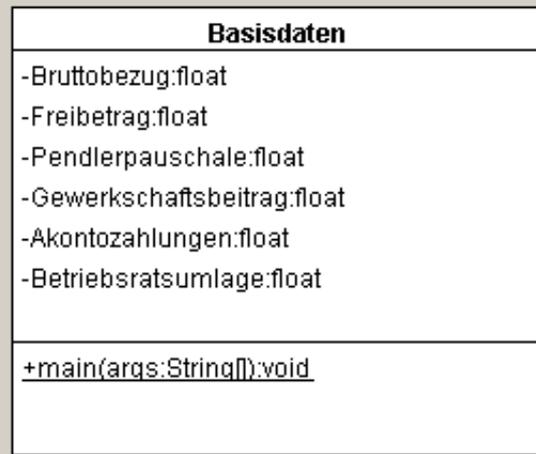 Basisdaten
-Bruttobezug:float
-Freibetrag:float
-Pendlerpauschale:float
-Gewerkschaftsbeitrag:float
-Akontozahlungen:float
-Betriebsratsumlage:float
+main(args:String[]):void